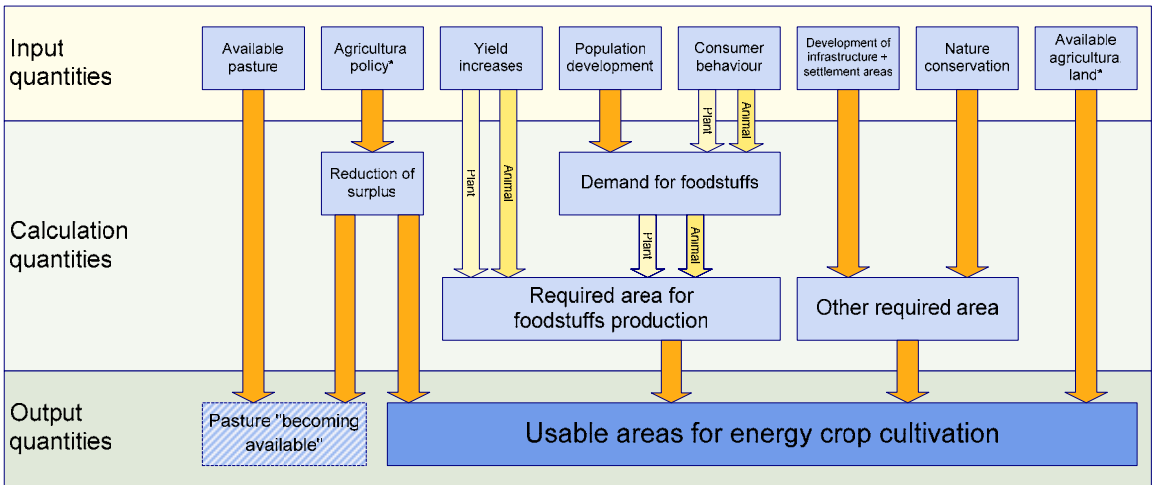 Input
quantities
Available
pasture
Agricultura
policy*
Yield
increases
Population
development
Consumer
behaviour
Development of
infrastructure +
settlement areas
Nature
conservation
Available
agricultura
land*
Plant
Animal
Plant
Animal
Calculation
quantities
Reduction of
surplus
Demand for foodstuffs
Plant
Animal
Required area for
foodstuffs production
Other required area
Output
quantities
Pasture "becoming
available"
Usable areas for energy crop cultivation